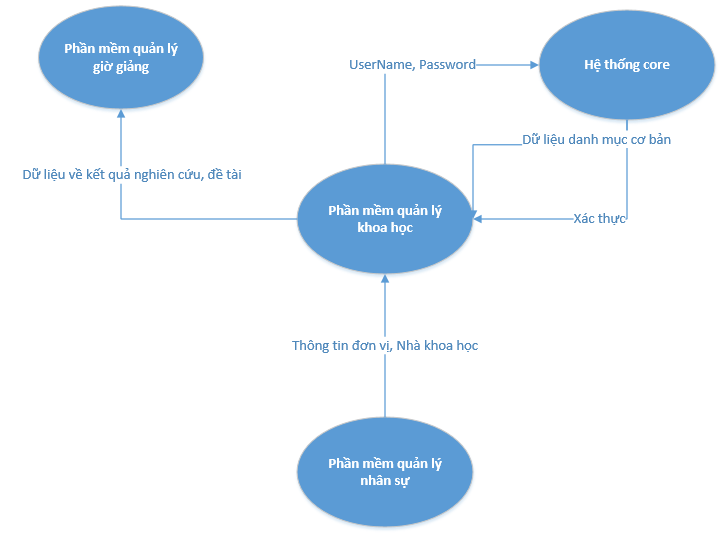 Phần mềm quản lý
giờ giảng
UserName, Password
Hệ thống core
Dữ liệu danh mục cơ bản
Dữ liệu về kết quả nghiên cứu, đề tài
Phần mềm quản lý
khoa học
Xác thực
Thông tin đơn vị, Nhà khoa học
Phần mềm quản lý
nhân sự